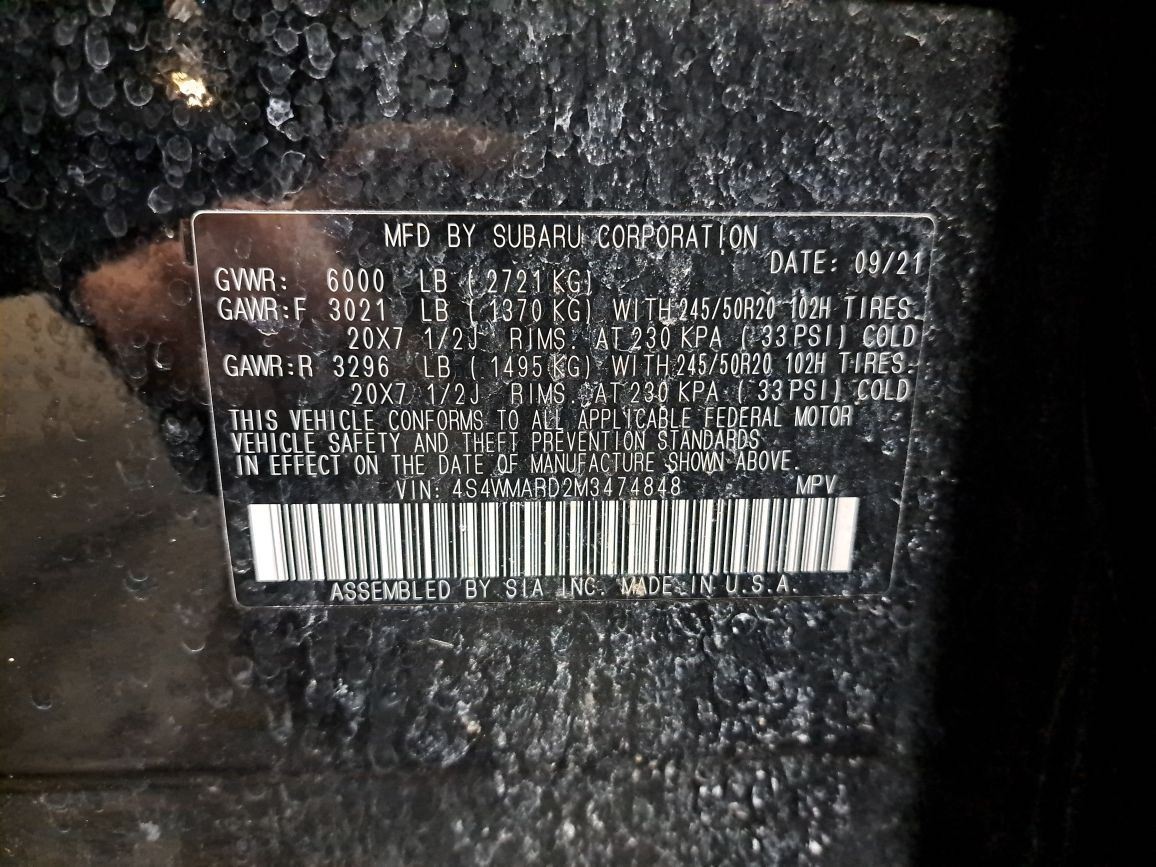 MFD BY SUBARU CORPORATION
DATE: 09/21
GVWR: 6000 LB ( 2721 KG)
GAWR:F 3021 LB ( 1370 KG) WITH 245/50R20 102H TIRES.
20X7 1/2J RIMS. AT 230 KPA ( 33 PSI) COLD
GAWR:R 3296 LB ( 1495 KG) WITH 245/50R20 102H TIRES.
20X7 1/2J RIMS. AT 230 KPA ( 33 PSI) COLD
THIS VEHICLE CONFORMS TO ALL APPLICABLE FEDERAL MOTOR
VEHICLE SAFETY AND THEFT PREVENTION STANDARDS
IN EFFECT ON THE DATE OF MANUFACTURE SHOWN ABOVE.
VIN: 4S4WMARD2M3474848 MPV
ASSEMBLED BY SIA INC. MADE IN U.S.A.